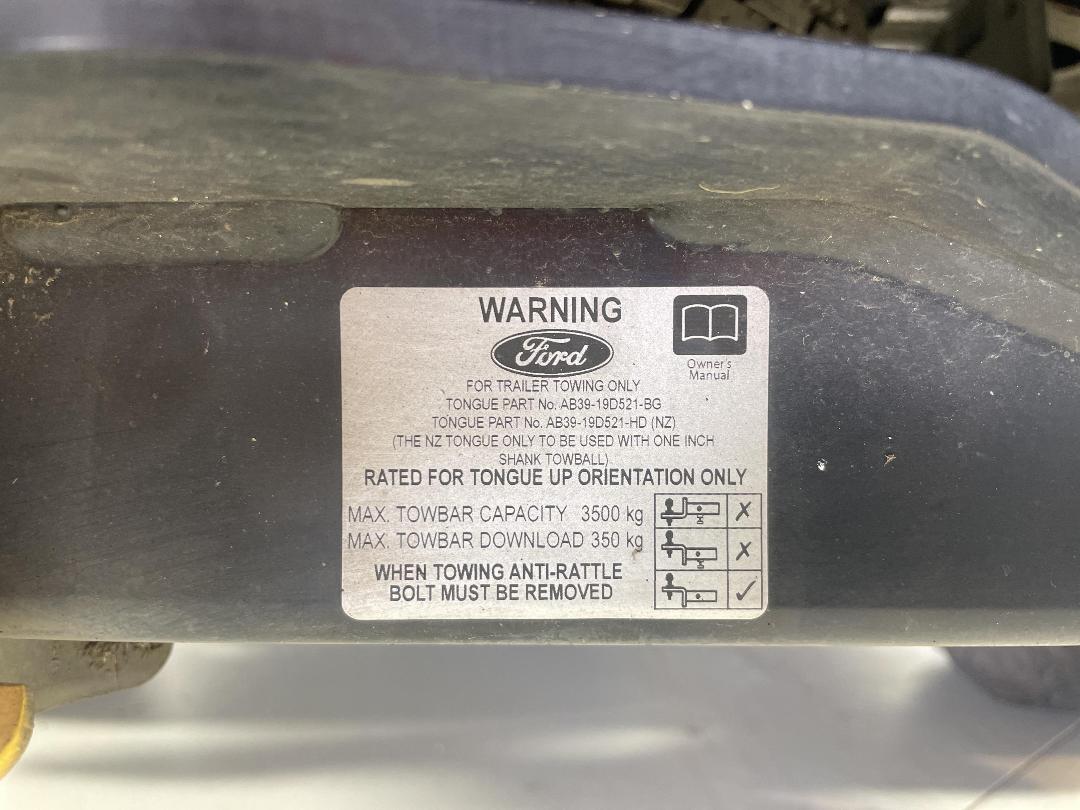 WARNING
Ford
Owner's
Manual
FOR TRAILER TOWING ONLY
TONGUE PART No. AB39-19D521-BG
TONGUE PART No. AB39-19D521-HD (NZ)
(THE NZ TONGUE ONLY TO BE USED WITH ONE INCH
SHANK TOWBALL)
RATED FOR TONGUE UP ORIENTATION ONLY
MAX. TOWBAR CAPACITY 3500 kg
MAX. TOWBAR DOWNLOAD 350 kg
WHEN TOWING ANTI-RATTLE
BOLT MUST BE REMOVED